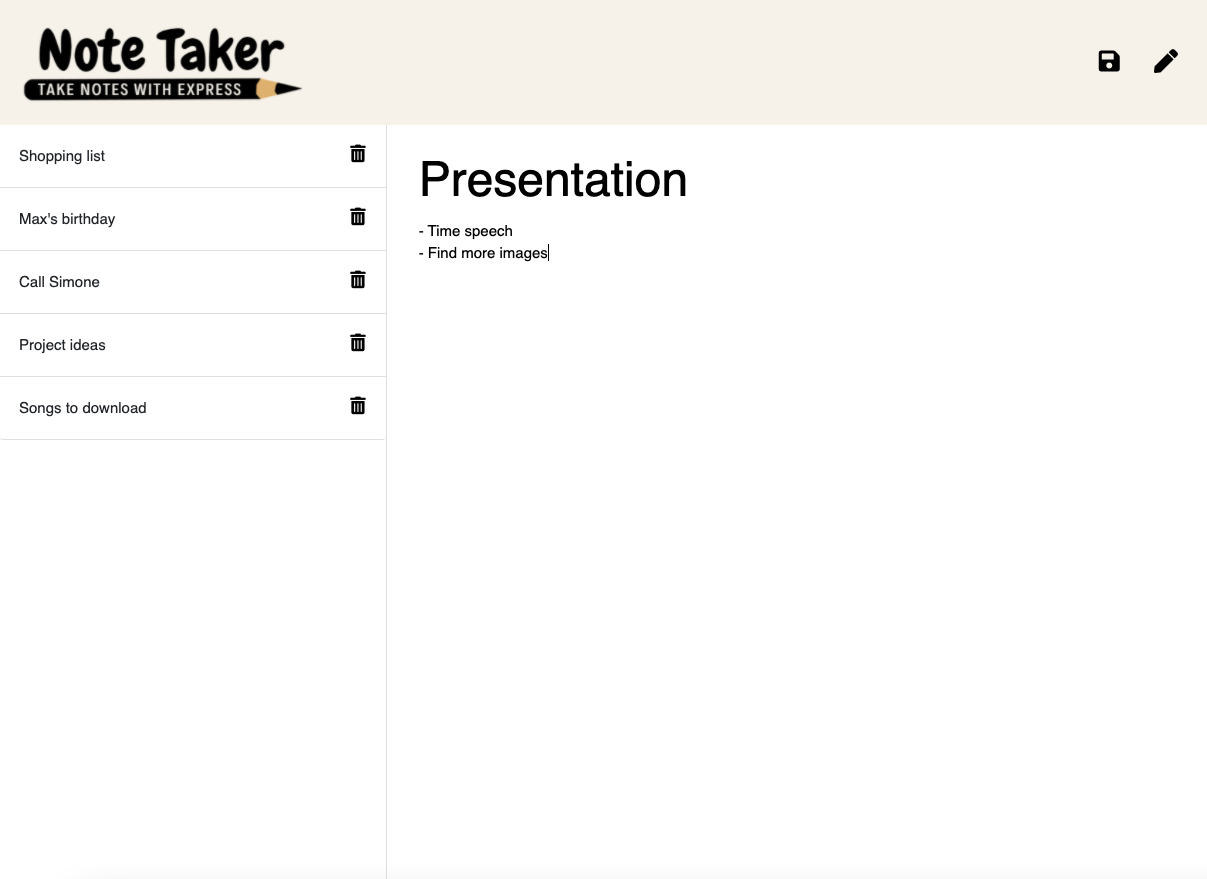 Note Taker
TAKE NOTES WITH EXPRESS
Shopping list
Max's birthday
Call Simone
Project ideas
Songs to download
Presentation
- Time speech
- Find more images